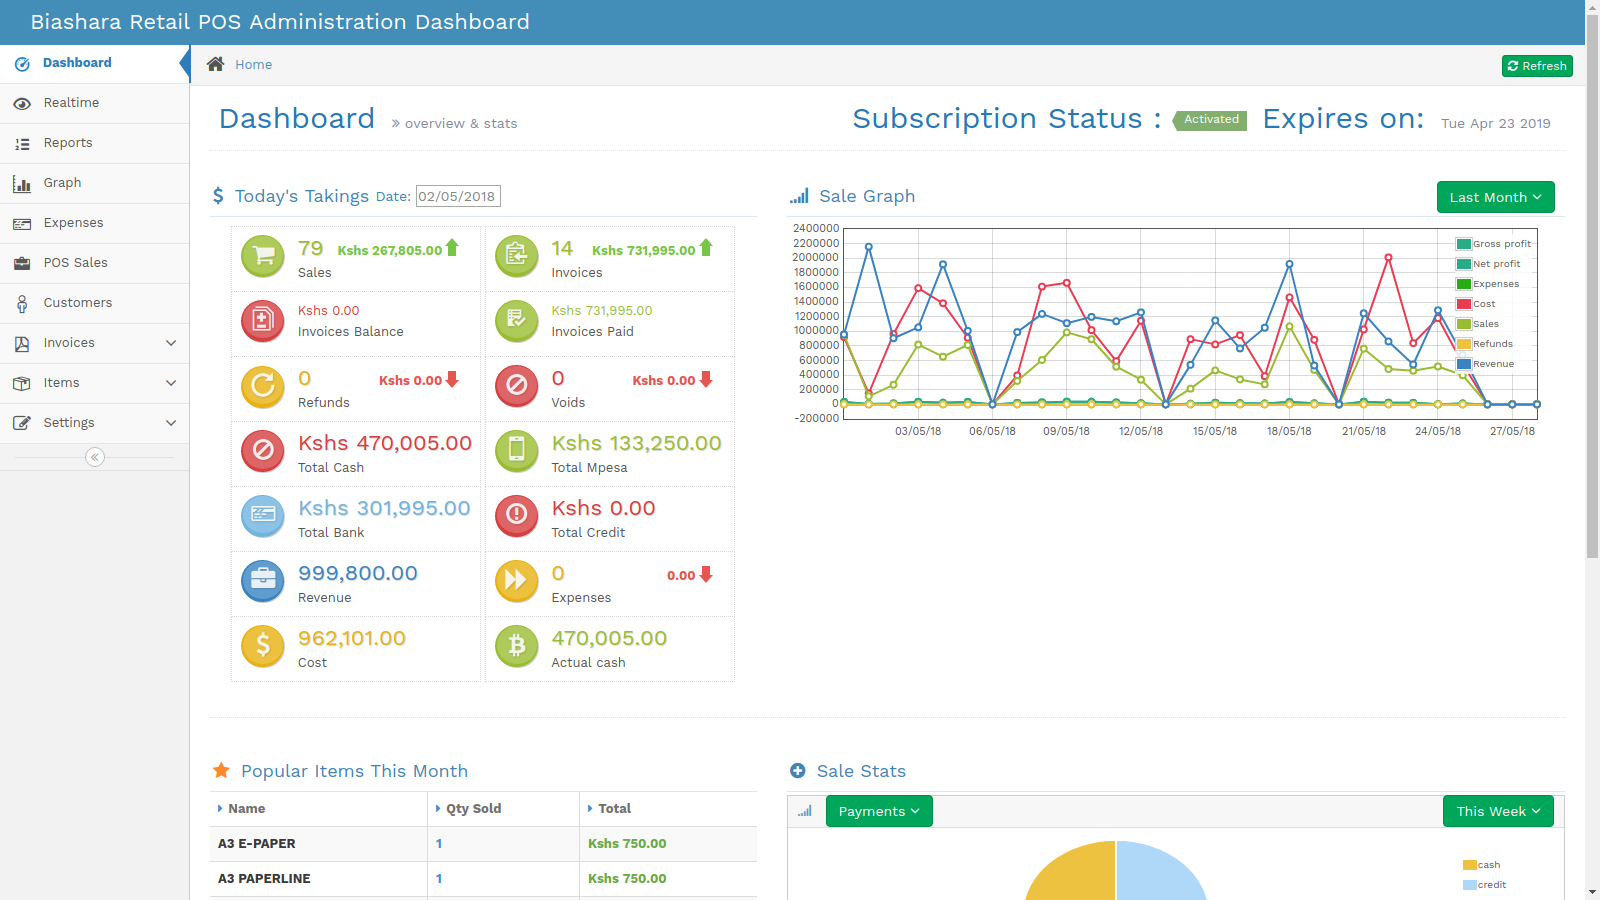 Biashara Retail POS Administration Dashboard
Dashboard
Realtime
Reports
Graph
Expenses
POS Sales
Customers
Invoices
Items
Settings
Home
Refresh
Dashboard » overview & stats
Subscription Status : Activated Expires on: Tue Apr 23 2019
$ Today's Takings Date: 02/05/2018
79 Kshs 267,805.00
Sales
14 Kshs 731,995.00
Invoices
Kshs 0.00
Invoices Balance
Kshs 731,995.00
Invoices Paid
0 Kshs 0.00
Refunds
0 Kshs 0.00
Voids
Kshs 470,005.00
Total Cash
Kshs 133,250.00
Total Mpesa
Kshs 301,995.00
Total Bank
Kshs 0.00
Total Credit
999,800.00
Revenue
0 0.00
Expenses
962,101.00
Cost
470,005.00
Actual cash
Sale Graph
Last Month
2400000
2200000
2000000
1800000
1600000
1400000
1200000
1000000
800000
600000
400000
200000
0
-200000
03/05/18 06/05/18 09/05/18 12/05/18 15/05/18 18/05/18 21/05/18 24/05/18 27/05/18
Gross profit
Net profit
Expenses
Cost
Sales
Refunds
Revenue
Popular Items This Month
Name Qty Sold Total
A3 E-PAPER 1 Kshs 750.00
A3 PAPERLINE 1 Kshs 750.00
Sale Stats
Payments
This Week
cash
credit